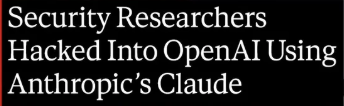 Security Researchers
Hacked Into OpenAI Using
Anthropic's Claude